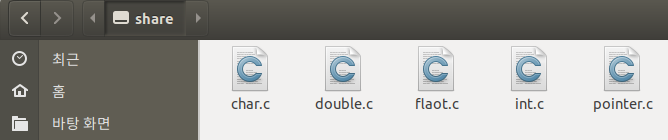 share
최근
홈
바탕 화면
char.c double.c flaot.c int.c pointer.c